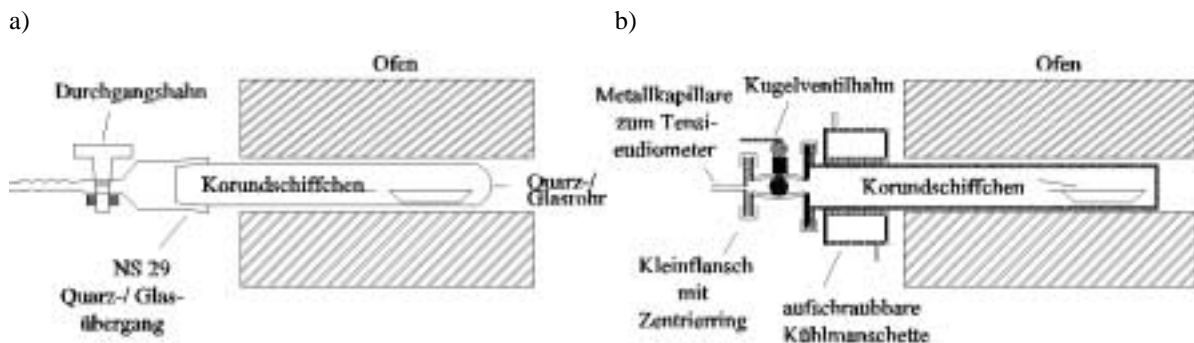 a)
b)
Ofen
Durchgangshahn
Korundschiffchen
Quarz-/
Glasrohr
NS 29
Quarz-/ Glas-
übergang
Ofen
Metallkapillare
zum Tensi-
eudiometer
Kugelventilhahn
Korundschiffchen
Kleinflansch
mit
Zentrierring
aufschraubbare
Kühlmanschette